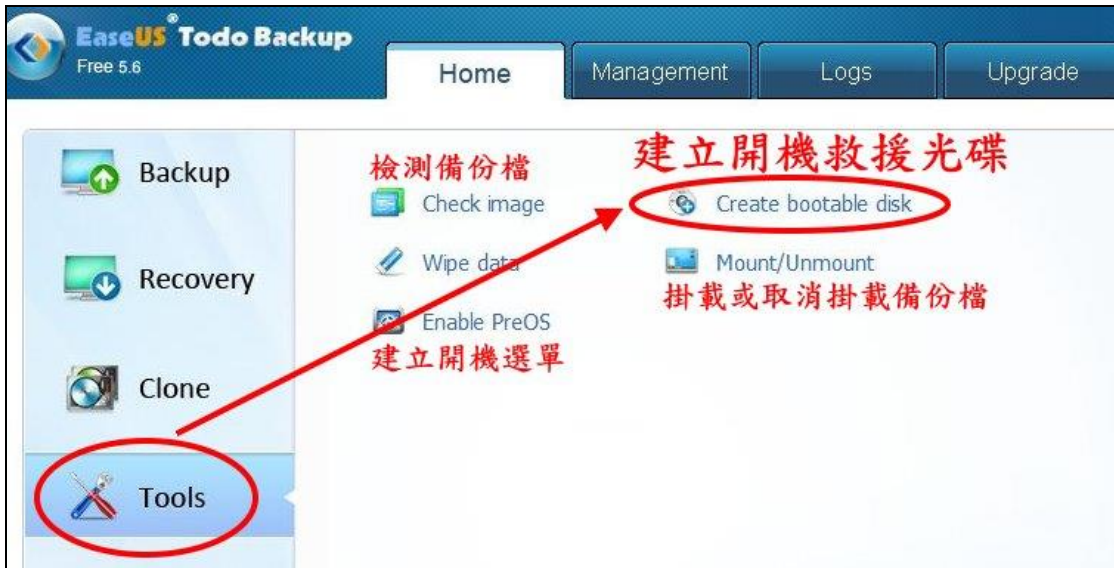 EaseUS® Todo Backup
Free 5.6
Home
Management
Logs
Upgrade
Backup
Recovery
Clone
Tools
檢測備份檔
Check image
建立開機救援光碟
Create bootable disk
Wipe data
Mount/Unmount
掛載或取消掛載備份檔
Enable PreOS
建立開機選單